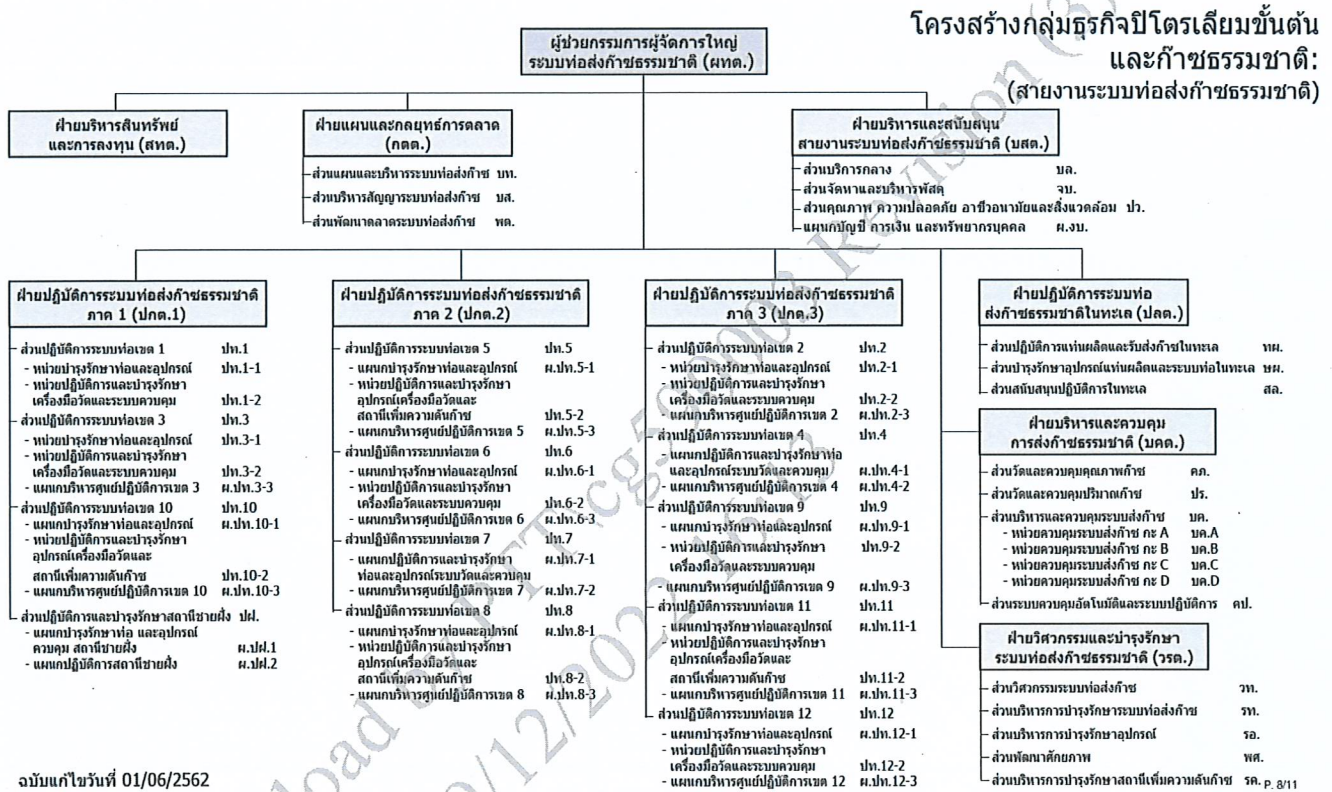 โครงสร้างกลุ่มธุรกิจปิโตรเลียมขั้นต้น
และก๊าซธรรมชาติ:
(สายงานระบบท่อส่งก๊าซธรรมชาติ)
ผู้ช่วยกรรมการผู้จัดการใหญ่
ระบบท่อส่งก๊าซธรรมชาติ (ผทต.)
ฝ่ายบริหารสินทรัพย์
และการลงทุน (สทต.)
ฝ่ายแผนและกลยุทธ์การตลาด
(กตต.)
ส่วนแผนและบริหารระบบท่อส่งก๊าซ บท.
ส่วนบริหารสัญญาระบบท่อส่งก๊าซ บส.
ส่วนพัฒนาตลาดระบบท่อส่งก๊าซ พต.
ฝ่ายบริหารและสนับสนุน
สายงานระบบท่อส่งก๊าซธรรมชาติ (บสต.)
ส่วนบริการกลาง บล.
ส่วนจัดหาและบริหารพัสดุ จบ.
ส่วนคุณภาพ ความปลอดภัย อาชีวอนามัยและสิ่งแวดล้อม ปว.
แผนกบัญชี การเงิน และทรัพยากรบุคคล ผ.งบ.
ฝ่ายปฏิบัติการระบบท่อส่งก๊าซธรรมชาติ
ภาค 1 (ปกต.1)
ส่วนปฏิบัติการระบบท่อเขต 1 ปท.1
- หน่วยบำรุงรักษาท่อและอุปกรณ์ ปท.1-1
- หน่วยปฏิบัติการและบำรุงรักษา
เครื่องมือวัดและระบบควบคุม ปท.1-2
ส่วนปฏิบัติการระบบท่อเขต 3 ปท.3
- หน่วยบำรุงรักษาท่อและอุปกรณ์ ปท.3-1
- หน่วยปฏิบัติการและบำรุงรักษา
เครื่องมือวัดและระบบควบคุม ปท.3-2
- แผนกบริหารศูนย์ปฏิบัติการเขต 3 ผ.ปท.3-3
ส่วนปฏิบัติการระบบท่อเขต 10 ปท.10
- แผนกบำรุงรักษาท่อและอุปกรณ์ ผ.ปท.10-1
- หน่วยปฏิบัติการและบำรุงรักษา
อุปกรณ์เครื่องมือวัดและ
สถานีเพิ่มความดันก๊าซ ปท.10-2
- แผนกบริหารศูนย์ปฏิบัติการเขต 10 ผ.ปท.10-3
ส่วนปฏิบัติการและบำรุงรักษาสถานีชายฝั่ง ปฝ.
- แผนกบำรุงรักษาท่อ และอุปกรณ์
ควบคุม สถานีชายฝั่ง ผ.ปฝ.1
- แผนกปฏิบัติการสถานีชายฝั่ง ผ.ปฝ.2
ฝ่ายปฏิบัติการระบบท่อส่งก๊าซธรรมชาติ
ภาค 2 (ปกต.2)
ส่วนปฏิบัติการระบบท่อเขต 5 ปท.5
- แผนกบำรุงรักษาท่อและอุปกรณ์ ผ.ปท.5-1
- หน่วยปฏิบัติการและบำรุงรักษา
อุปกรณ์เครื่องมือวัดและ
สถานีเพิ่มความดันก๊าซ ปท.5-2
- แผนกบริหารศูนย์ปฏิบัติการเขต 5 ผ.ปท.5-3
ส่วนปฏิบัติการระบบท่อเขต 6 ปท.6
- แผนกบำรุงรักษาท่อและอุปกรณ์ ผ.ปท.6-1
- หน่วยปฏิบัติการและบำรุงรักษา
เครื่องมือวัดและระบบควบคุม ปท.6-2
- แผนกบริหารศูนย์ปฏิบัติการเขต 6 ผ.ปท.6-3
ส่วนปฏิบัติการระบบท่อเขต 7 ปท.7
- แผนกปฏิบัติการและบำรุงรักษา ผ.ปท.7-1
ท่อและอุปกรณ์ระบบวัดและควบคุม
- แผนกบริหารศูนย์ปฏิบัติการเขต 7 ผ.ปท.7-2
ส่วนปฏิบัติการระบบท่อเขต 8 ปท.8
- แผนกบำรุงรักษาท่อและอุปกรณ์ ผ.ปท.8-1
- หน่วยปฏิบัติการและบำรุงรักษา
อุปกรณ์เครื่องมือวัดและ
สถานีเพิ่มความดันก๊าซ ปท.8-2
- แผนกบริหารศูนย์ปฏิบัติการเขต 8 ผ.ปท.8-3
ฝ่ายปฏิบัติการระบบท่อส่งก๊าซธรรมชาติ
ภาค 3 (ปกต.3)
ส่วนปฏิบัติการระบบท่อเขต 2 ปท.2
- หน่วยบำรุงรักษาท่อและอุปกรณ์ ปท.2-1
- หน่วยปฏิบัติการและบำรุงรักษา
เครื่องมือวัดและระบบควบคุม ปท.2-2
- แผนกบริหารศูนย์ปฏิบัติการเขต 2 ผ.ปท.2-3
ส่วนปฏิบัติการระบบท่อเขต 4 ปท.4
- แผนกปฏิบัติการและบำรุงรักษาท่อ
และอุปกรณ์ระบบวัดและควบคุม ผ.ปท.4-1
- แผนกบริหารศูนย์ปฏิบัติการเขต 4 ผ.ปท.4-2
ส่วนปฏิบัติการระบบท่อเขต 9 ปท.9
- แผนกบำรุงรักษาท่อและอุปกรณ์ ผ.ปท.9-1
- หน่วยปฏิบัติการและบำรุงรักษา ปท.9-2
เครื่องมือวัดและระบบควบคุม
- แผนกบริหารศูนย์ปฏิบัติการเขต 9 ผ.ปท.9-3
ส่วนปฏิบัติการระบบท่อเขต 11 ปท.11
- แผนกบำรุงรักษาท่อและอุปกรณ์ ผ.ปท.11-1
- หน่วยปฏิบัติการและบำรุงรักษา
อุปกรณ์เครื่องมือวัดและ
สถานีเพิ่มความดันก๊าซ ปท.11-2
- แผนกบริหารศูนย์ปฏิบัติการเขต 11 ผ.ปท.11-3
ส่วนปฏิบัติการระบบท่อเขต 12 ปท.12
- แผนกบำรุงรักษาท่อและอุปกรณ์ ผ.ปท.12-1
- หน่วยปฏิบัติการและบำรุงรักษา
เครื่องมือวัดและระบบควบคุม ปท.12-2
- แผนกบริหารศูนย์ปฏิบัติการเขต 12 ผ.ปท.12-3
ฝ่ายปฏิบัติการระบบท่อ
ส่งก๊าซธรรมชาติในทะเล (ปลต.)
ส่วนปฏิบัติการแท่นผลิตและรับส่งก๊าซในทะเล ทผ.
ส่วนบำรุงรักษาอุปกรณ์แท่นผลิตและระบบท่อในทะเล ษผ.
ส่วนสนับสนุนปฏิบัติการในทะเล สล.
ฝ่ายบริหารและควบคุม
การส่งก๊าซธรรมชาติ (บคต.)
ส่วนวัดและควบคุมคุณภาพก๊าซ คภ.
ส่วนวัดและควบคุมปริมาณก๊าซ ปร.
ส่วนบริหารและควบคุมระบบส่งก๊าซ บค.
- หน่วยควบคุมระบบส่งก๊าซ กะ A บค.A
- หน่วยควบคุมระบบส่งก๊าซ กะ B บค.B
- หน่วยควบคุมระบบส่งก๊าซ กะ C บค.C
- หน่วยควบคุมระบบส่งก๊าซ กะ D บค.D
ส่วนระบบควบคุมอัตโนมัติและระบบปฏิบัติการ คป.
ฝ่ายวิศวกรรมและบำรุงรักษา
ระบบท่อส่งก๊าซธรรมชาติ (วรต.)
ส่วนวิศวกรรมระบบท่อส่งก๊าซ วท.
ส่วนบริหารการบำรุงรักษาระบบท่อส่งก๊าซ รท.
ส่วนบริหารการบำรุงรักษาอุปกรณ์ รอ.
ส่วนพัฒนาศักยภาพ พศ.
ส่วนบริหารการบำรุงรักษาสถานีเพิ่มความดันก๊าซ รค.
ฉบับแก้ไขวันที่ 01/06/2562
P. 8/11